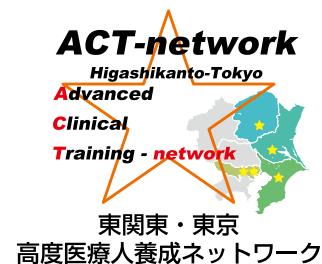 ACT-network
Higashikanto-Tokyo
Advanced
Clinical
Training - network
東関東・東京
高度医療人養成ネットワーク